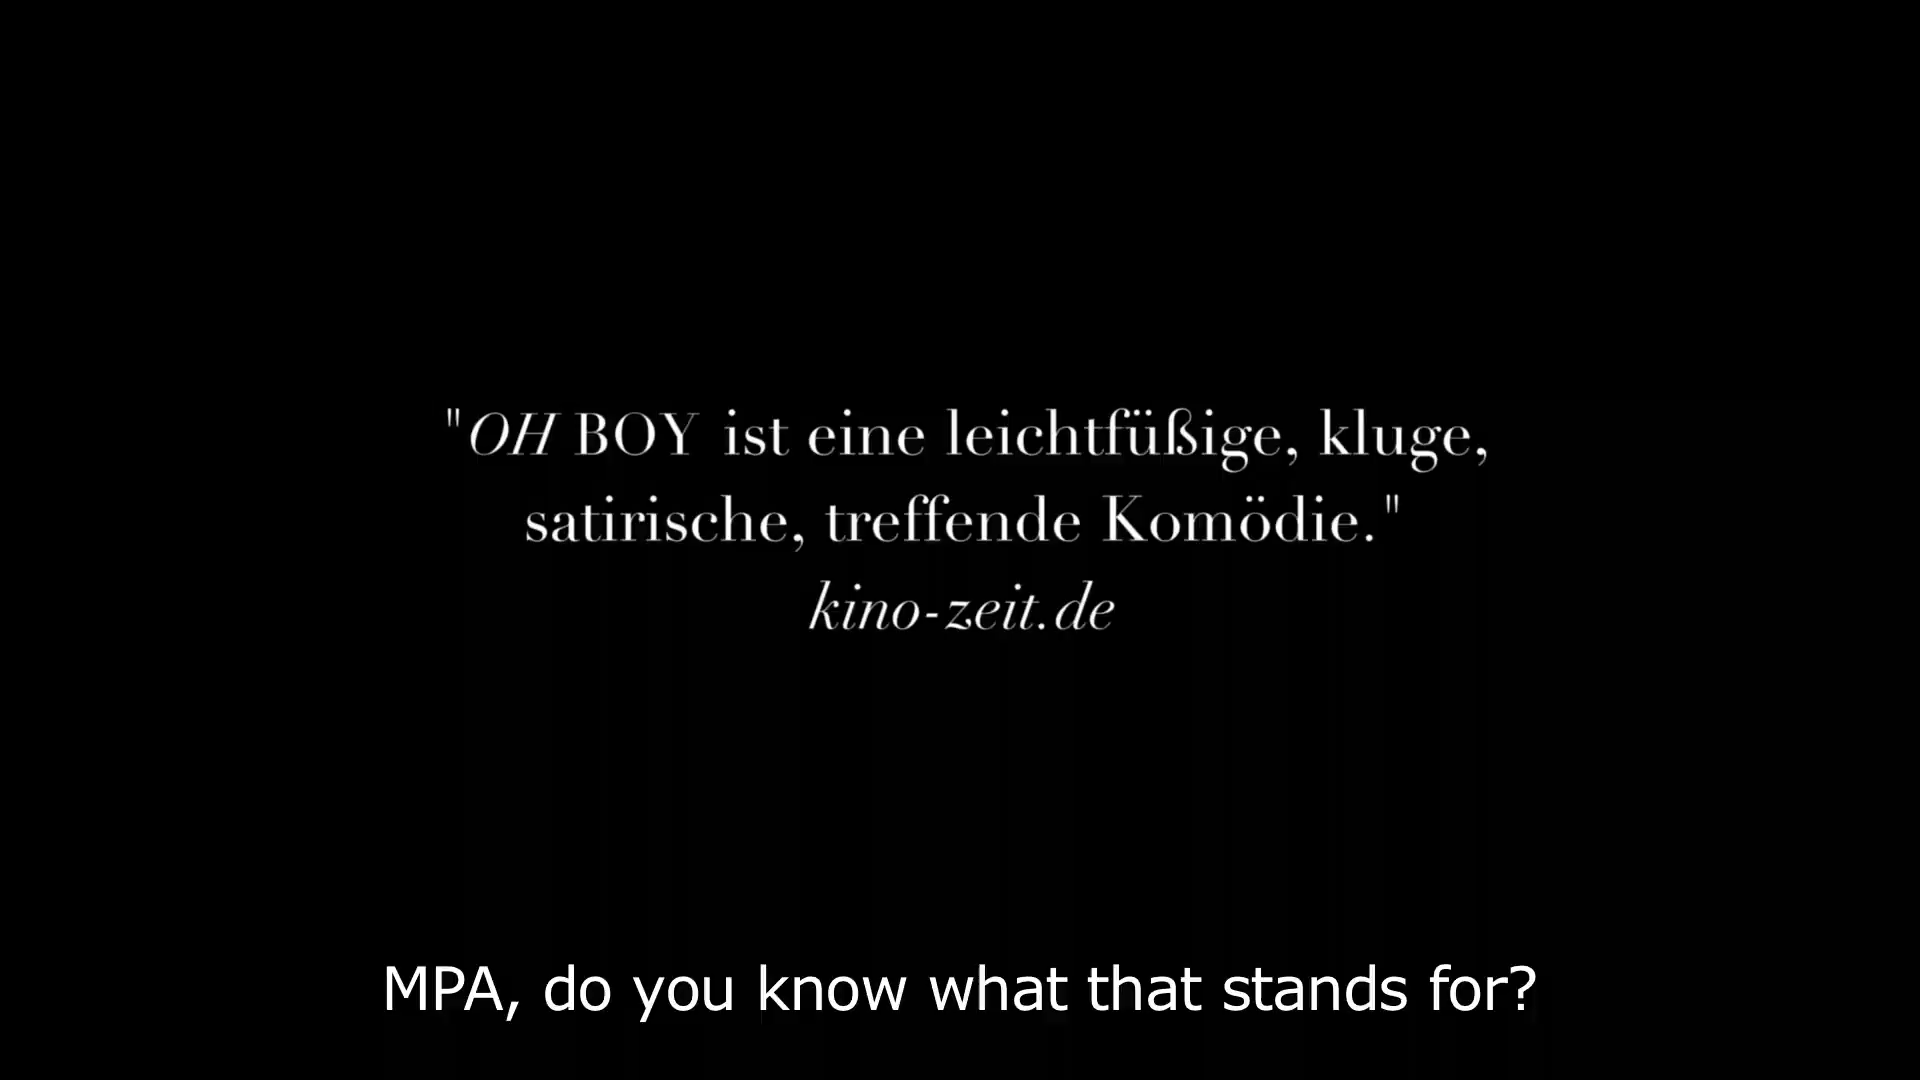 "OH BOY ist eine leichtfüßige, kluge,
satirische, treffende Komödie."
kino-zeit.de
MPA, do you know what that stands for?